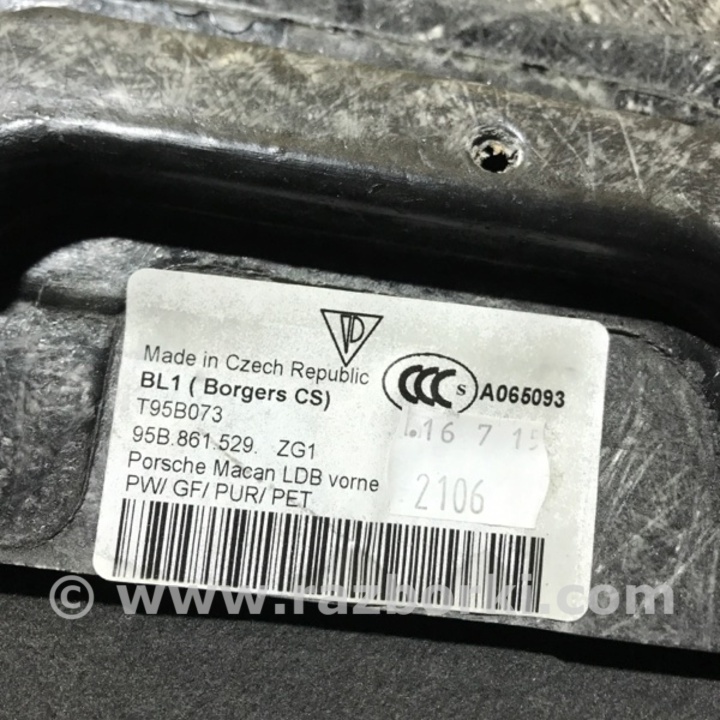 Made in Czech Republic
BL1 ( Borgers CS)
T95B073
95B.861.529. ZG1
Porsche Macan LDB vorne
PW/ GF/ PUR/ PET
CCC S A065093
16 7 15
2106
© www.razborki.com